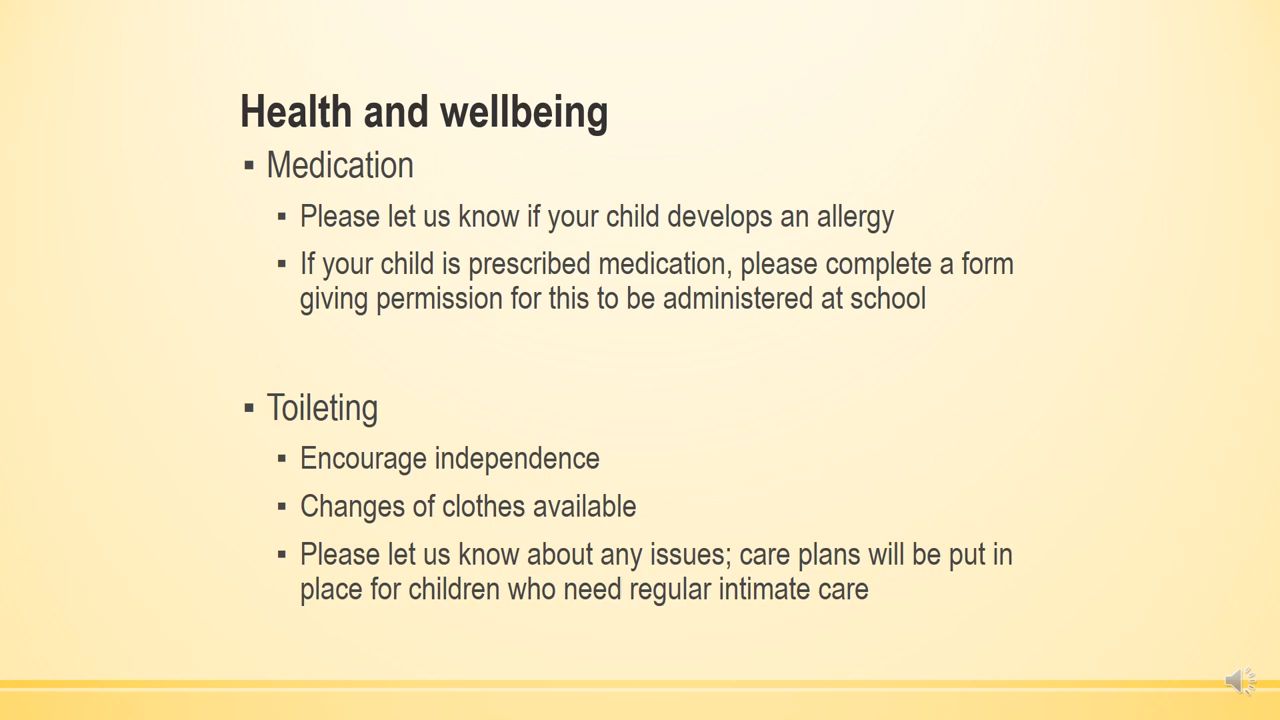 Health and wellbeing
▪ Medication
▪ Please let us know if your child develops an allergy
▪ If your child is prescribed medication, please complete a form
giving permission for this to be administered at school
▪ Toileting
▪ Encourage independence
▪ Changes of clothes available
▪ Please let us know about any issues; care plans will be put in
place for children who need regular intimate care